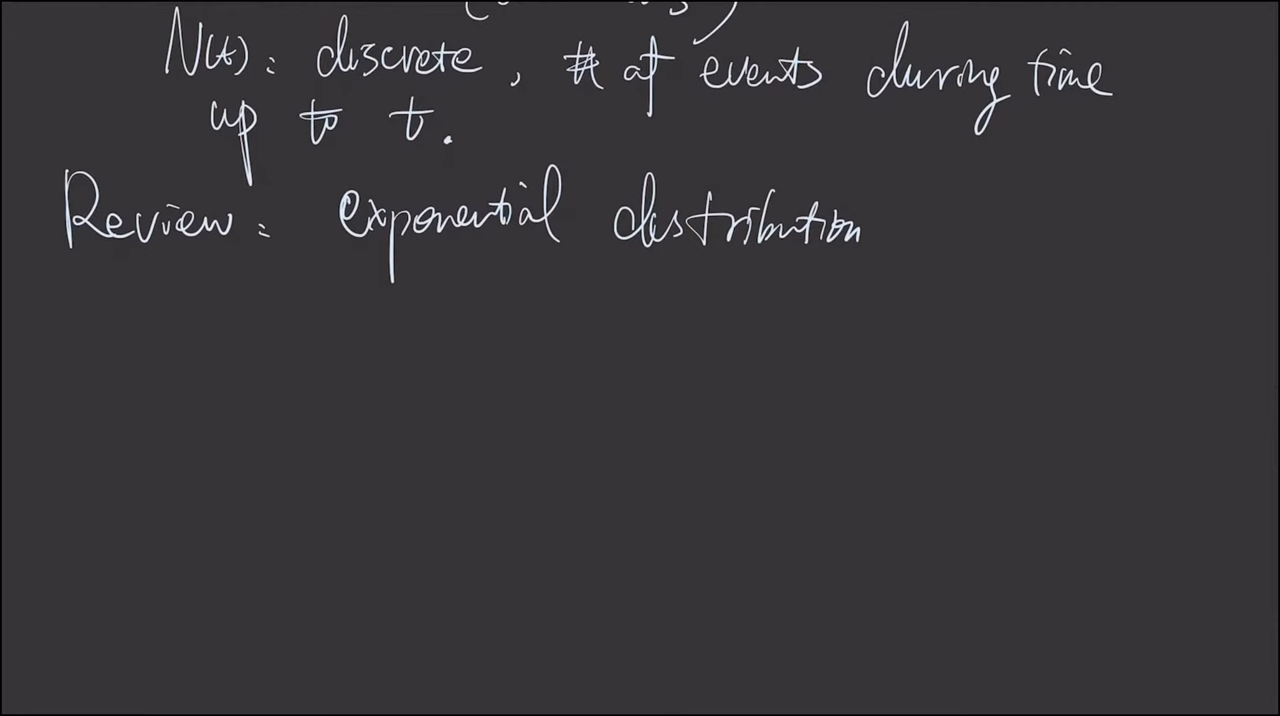 N(t): discrete, # of events during time
up to t.
Review: exponential distribution